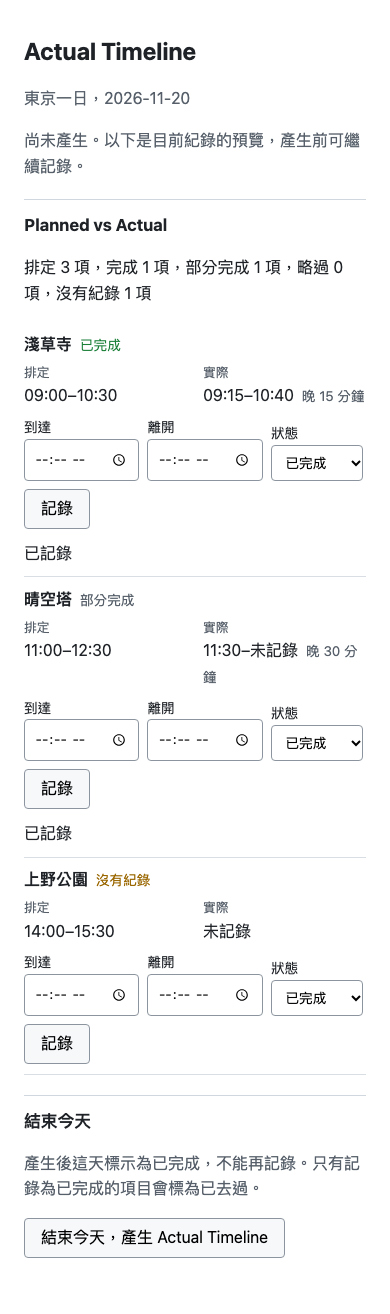 Actual Timeline
東京一日，2026-11-20
尚未產生。以下是目前紀錄的預覽，產生前可繼
續記錄。
Planned vs Actual
排定 3 項，完成 1 項，部分完成 1 項，略過 0
項，沒有紀錄 1 項
淺草寺 已完成
排定 實際
09:00–10:30 09:15–10:40 晚 15 分鐘
到達 離開 狀態
--:-- -- --:-- -- 已完成
記錄
已記錄
晴空塔 部分完成
排定 實際
11:00–12:30 11:30–未記錄 晚 30 分
鐘
到達 離開 狀態
--:-- -- --:-- -- 已完成
記錄
已記錄
上野公園 沒有紀錄
排定 實際
14:00–15:30 未記錄
到達 離開 狀態
--:-- -- --:-- -- 已完成
記錄
結束今天
產生後這天標示為已完成，不能再記錄。只有記
錄為已完成的項目會標為已去過。
結束今天，產生 Actual Timeline